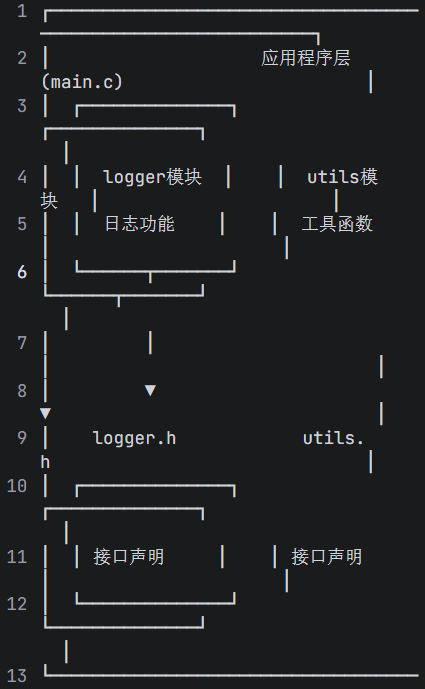 1
2 应用程序层
(main.c)
3
4 logger模块 utils模
块
5 日志功能 工具函数
6
7
8 ▼
▼
9 logger.h utils.
h
10
11 接口声明 接口声明
12
13